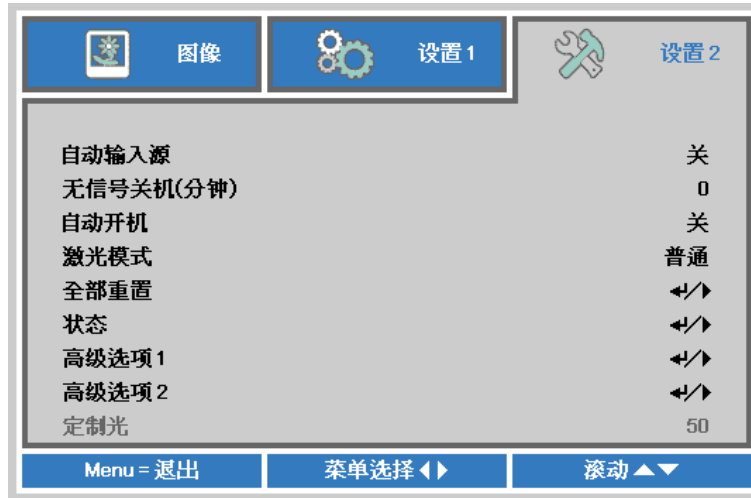 图像 设置1 设置2
自动输入源 关
无信号关机(分钟) 0
自动开机 关
激光模式 普通
全部重置 ↵/▶
状态 ↵/▶
高级选项1 ↵/▶
高级选项2 ↵/▶
定制光 50
Menu = 退出 菜单选择◀▶ 滚动▲▼